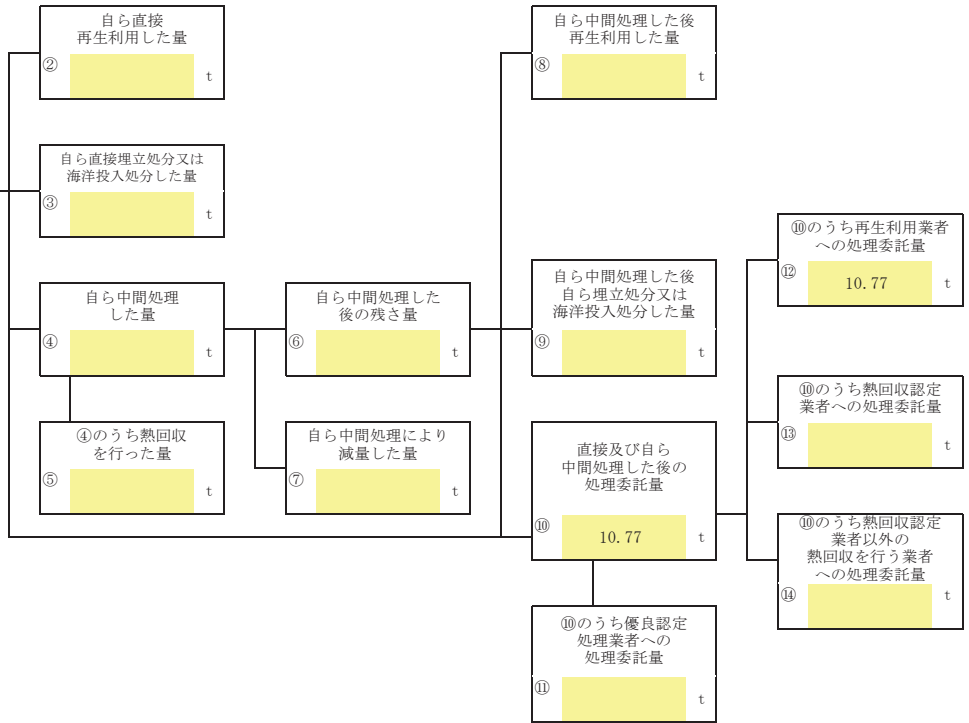 自ら直接
再生利用した量
② t
自ら直接埋立処分又は
海洋投入処分した量
③ t
自ら中間処理
した量
④ t
④のうち熱回収
を行った量
⑤ t
自ら中間処理した
後の残さ量
⑥ t
自ら中間処理により
減量した量
⑦ t
自ら中間処理した後
再生利用した量
⑧ t
自ら中間処理した後
自ら埋立処分又は
海洋投入処分した量
⑨ t
直接及び自ら
中間処理した後の
処理委託量
⑩ 10.77 t
⑩のうち優良認定
処理業者への
処理委託量
⑪ t
⑩のうち再生利用業者
への処理委託量
⑫ 10.77 t
⑩のうち熱回収認定
業者への処理委託量
⑬ t
⑩のうち熱回収認定
業者以外の
熱回収を行う業者
への処理委託量
⑭ t